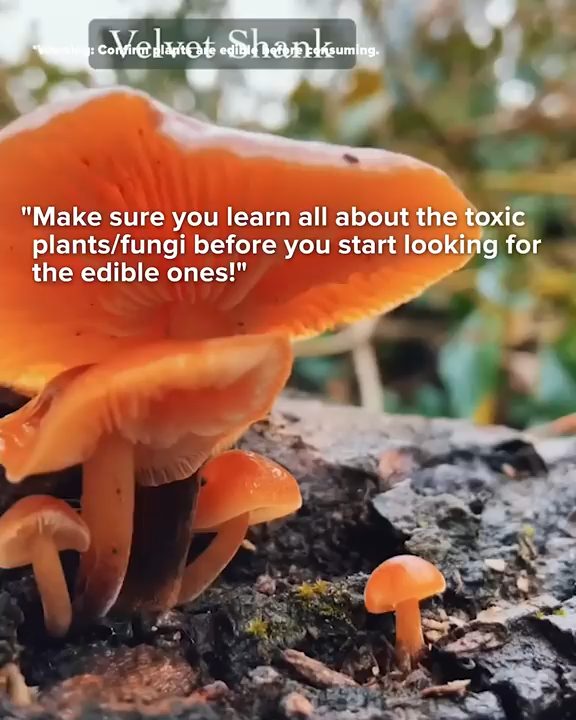 Velvet Shank
*Warning: Confirm plants are edible before consuming.
"Make sure you learn all about the toxic
plants/fungi before you start looking for
the edible ones!"